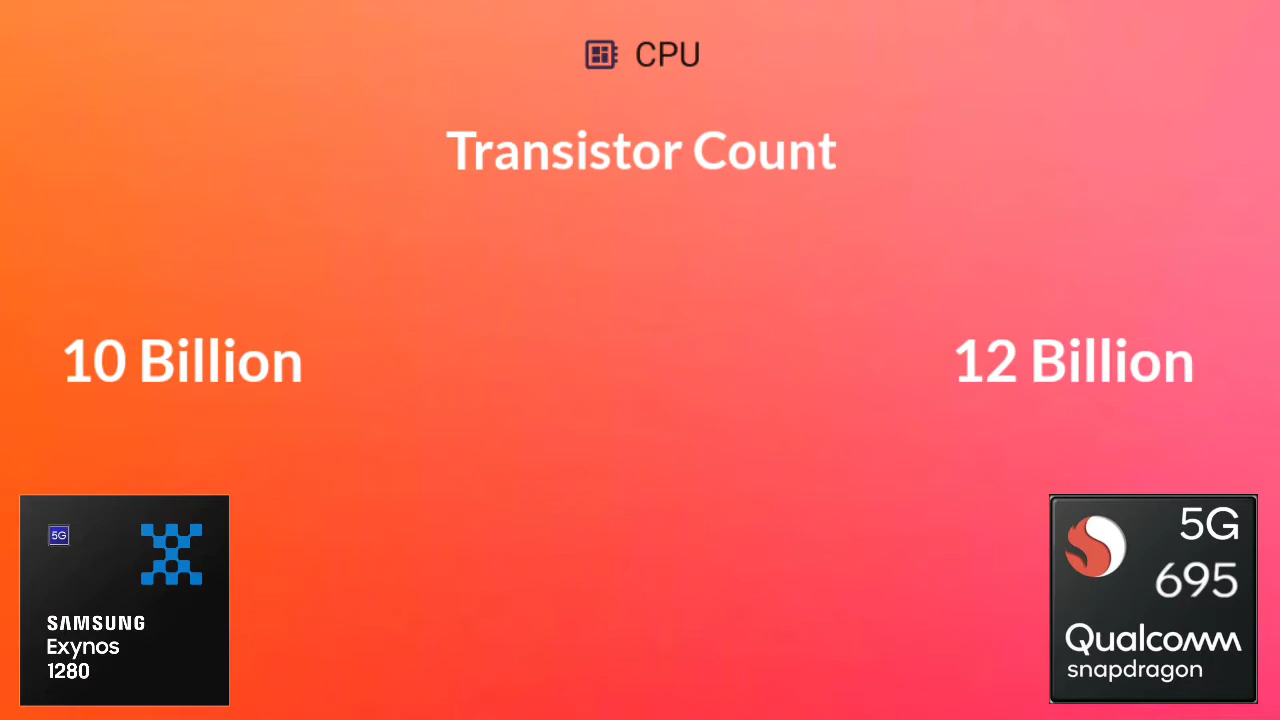 CPU
Transistor Count
10 Billion
12 Billion
5G
SAMSUNG
Exynos
1280
5G
695
Qualcomm
snapdragon